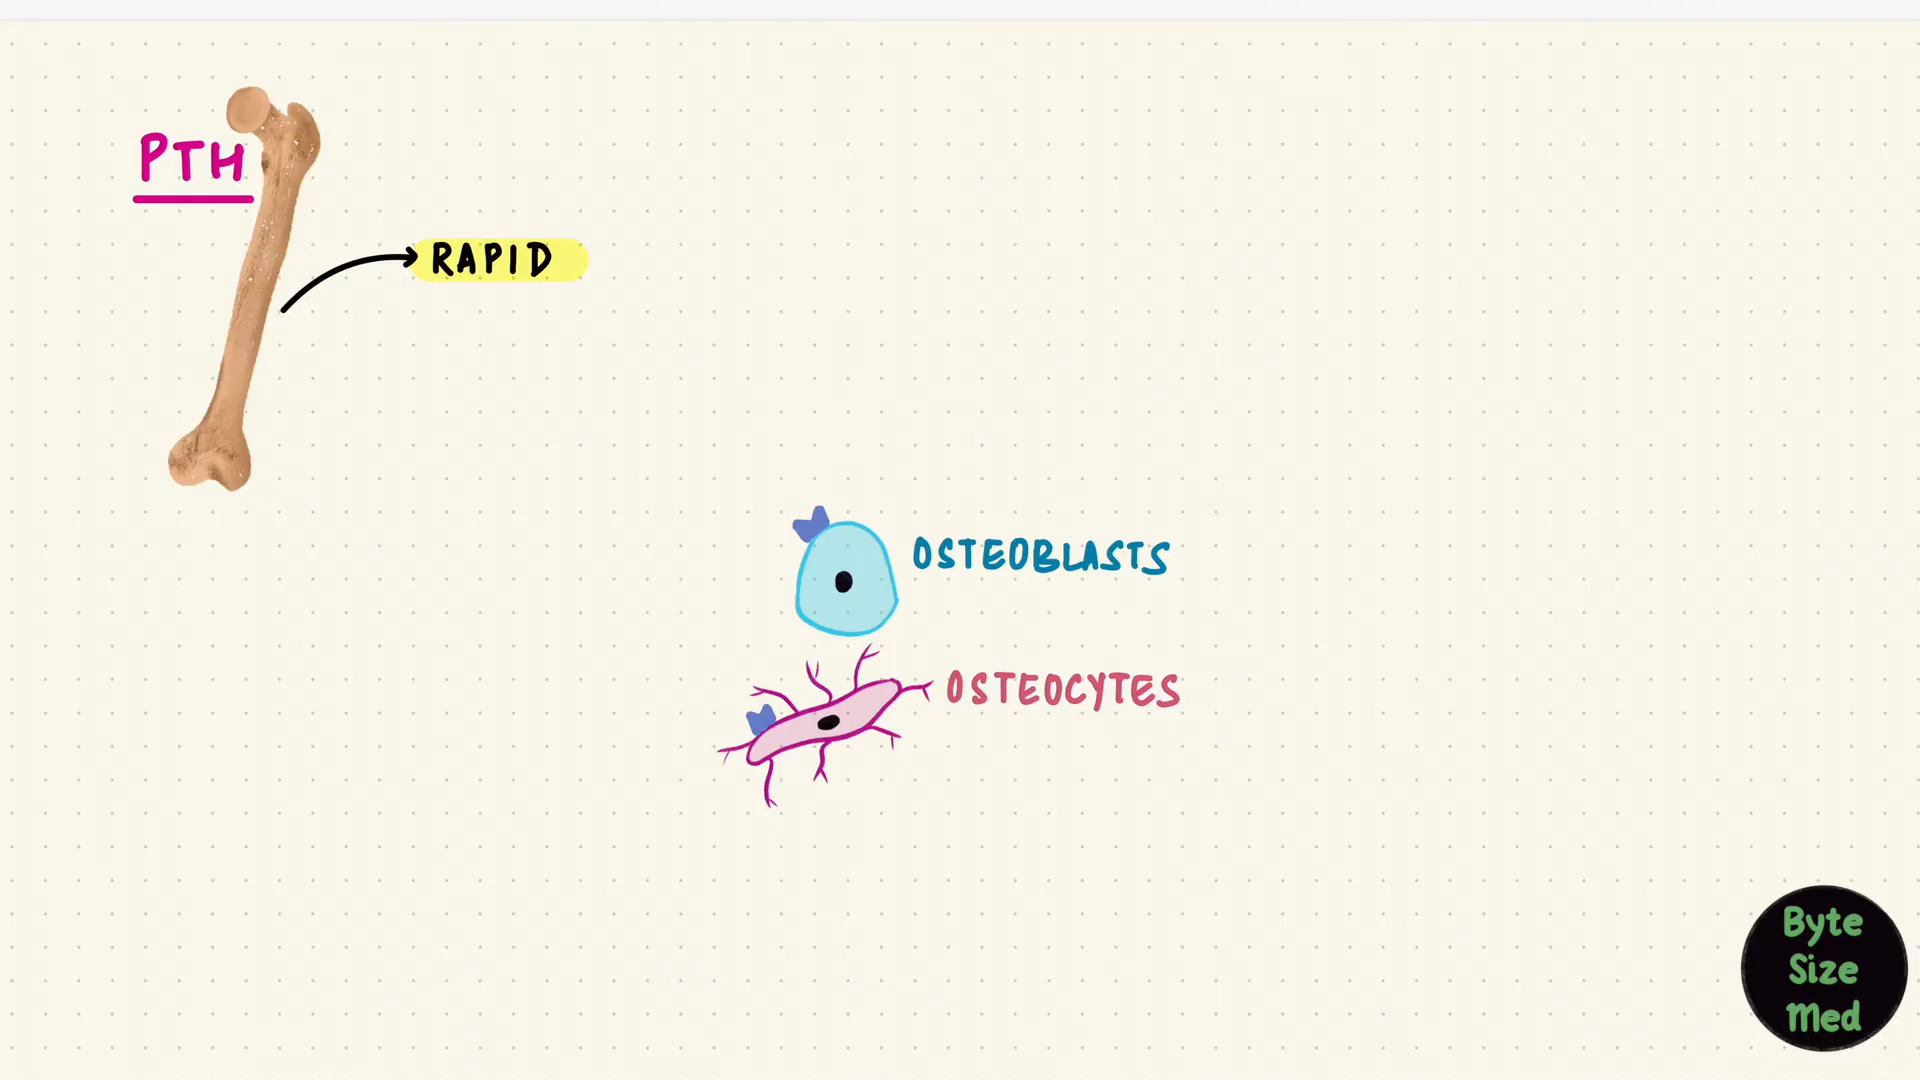 PTH
RAPID
OSTEOBLASTS
OSTEOCYTES
Byte
Size
Med